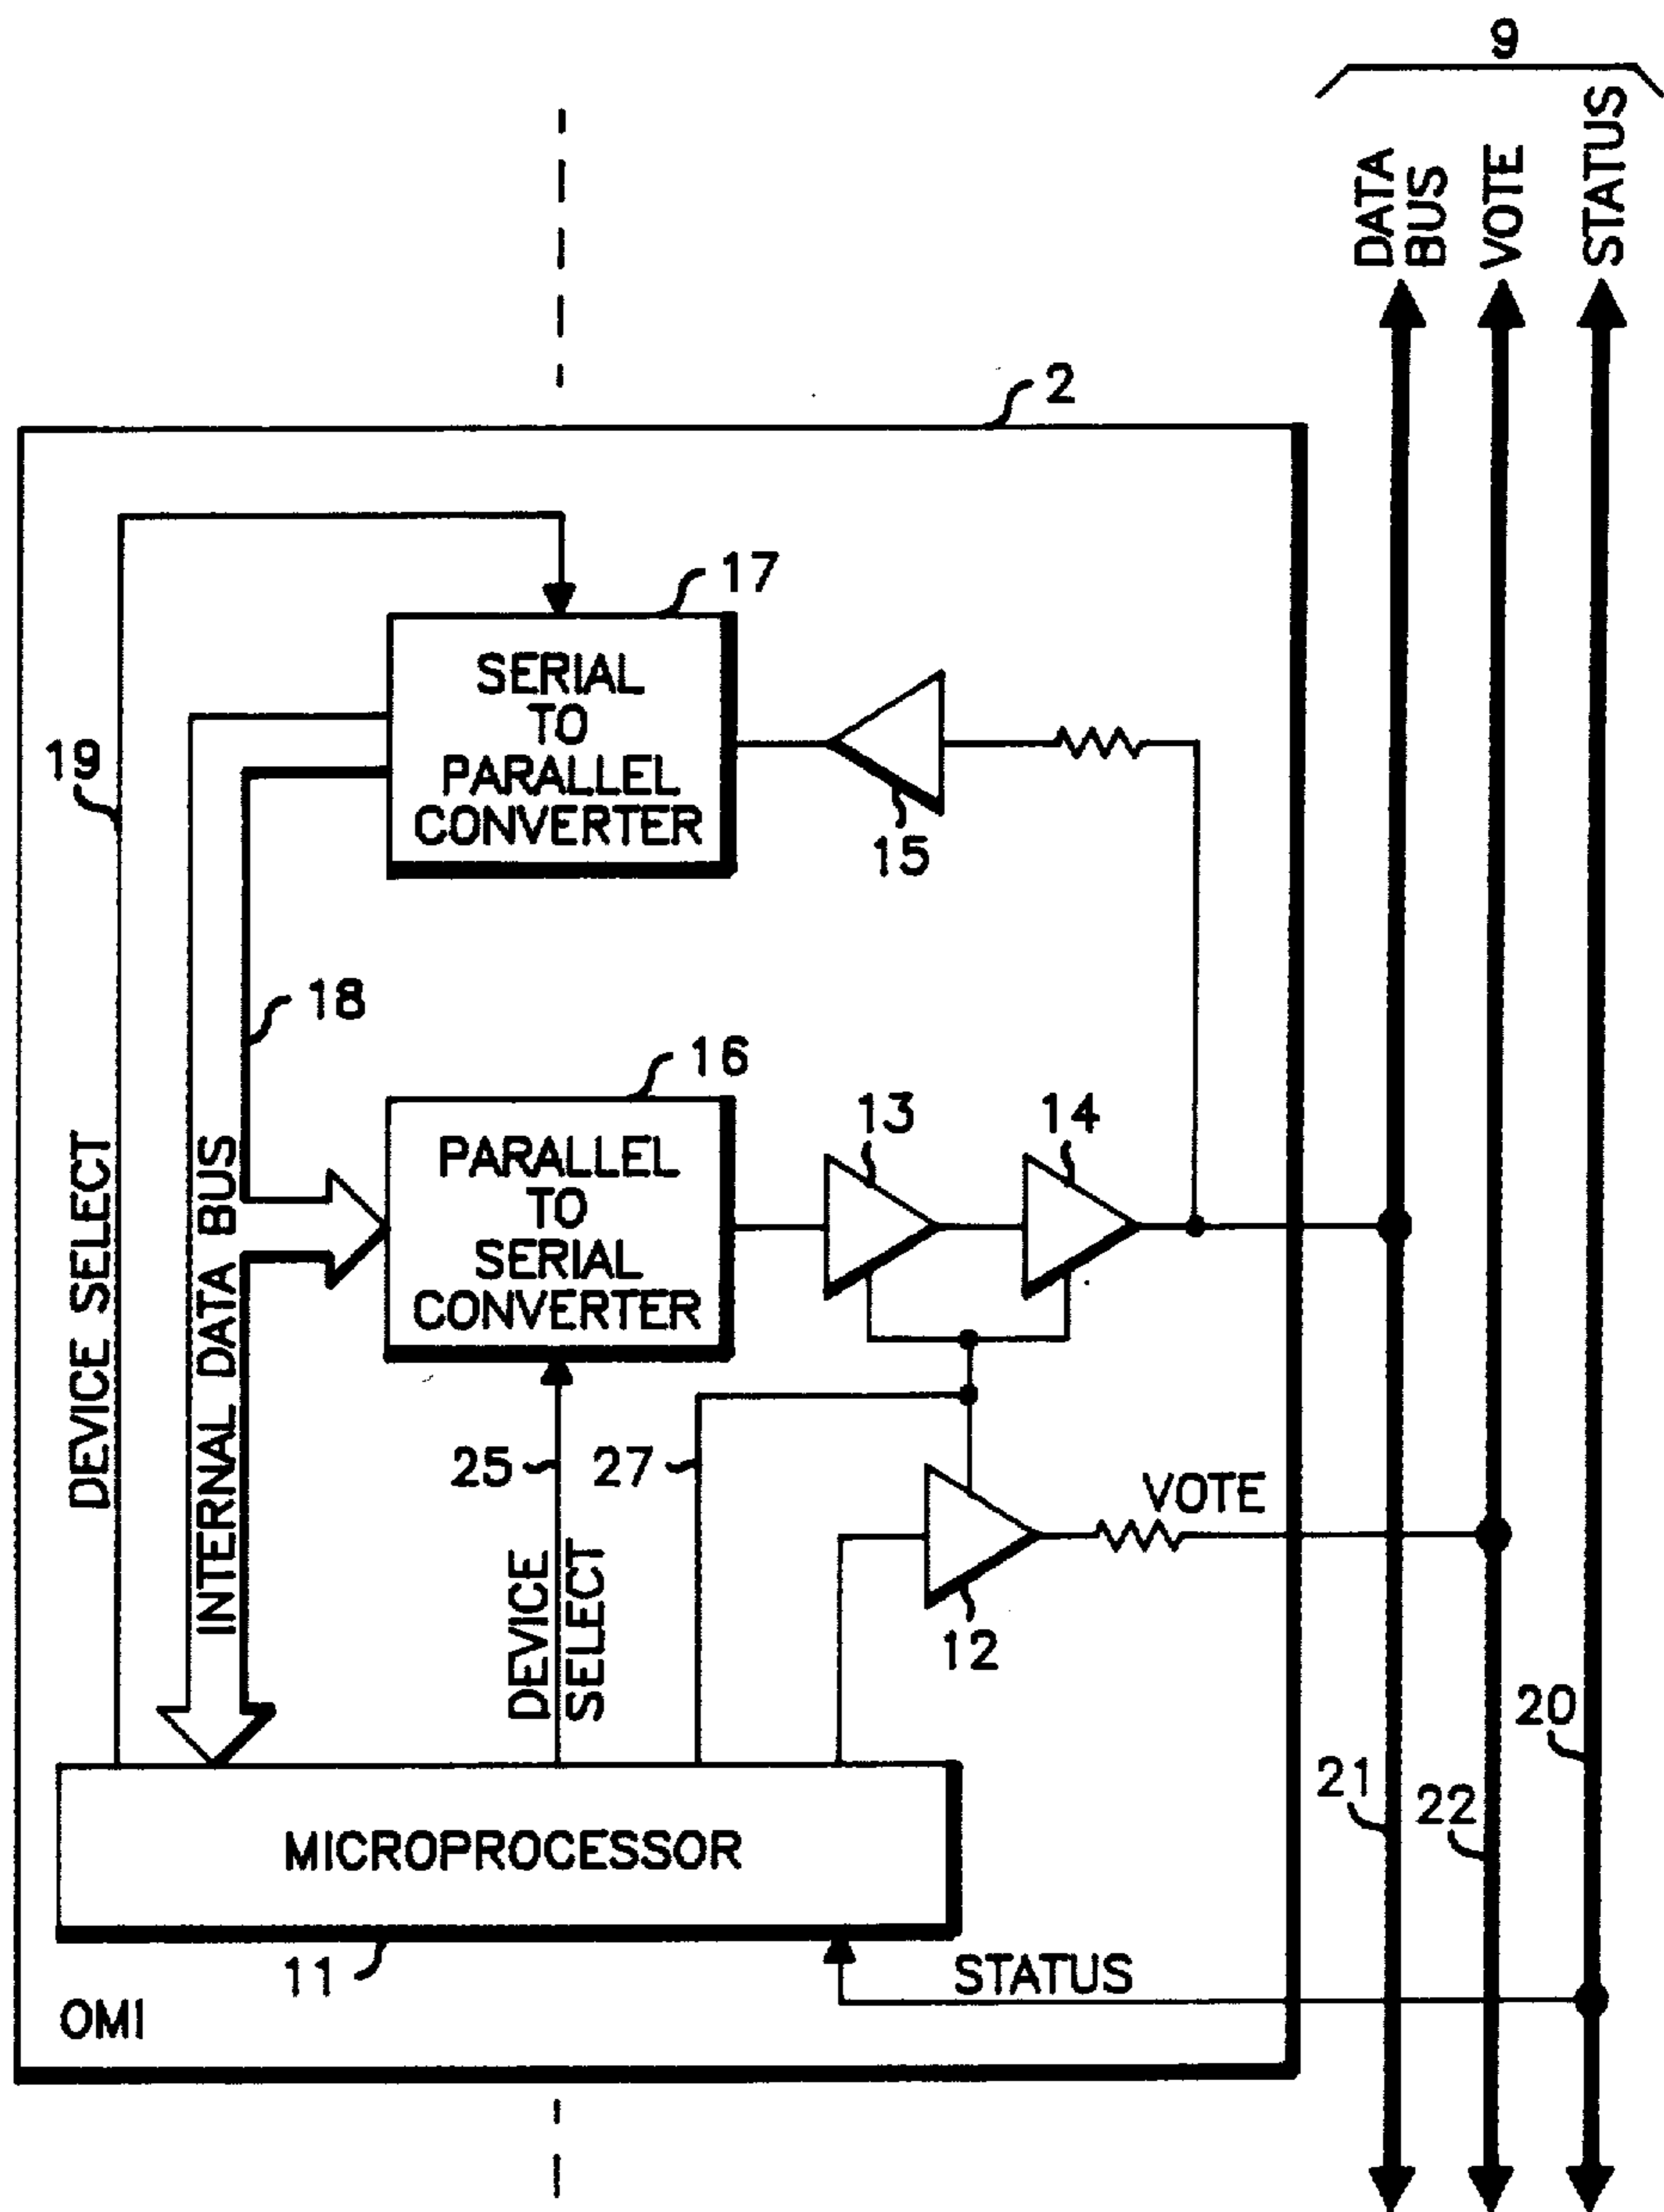 9
DATA
BUS
VOTE
STATUS
2
17
SERIAL
TO
PARALLEL
CONVERTER
19
15
18
16
PARALLEL
TO
SERIAL
CONVERTER
13
14
DEVICE SELECT
INTERNAL DATA BUS
25
27
DEVICE
SELECT
VOTE
12
20
21
22
MICROPROCESSOR
11
STATUS
OMI